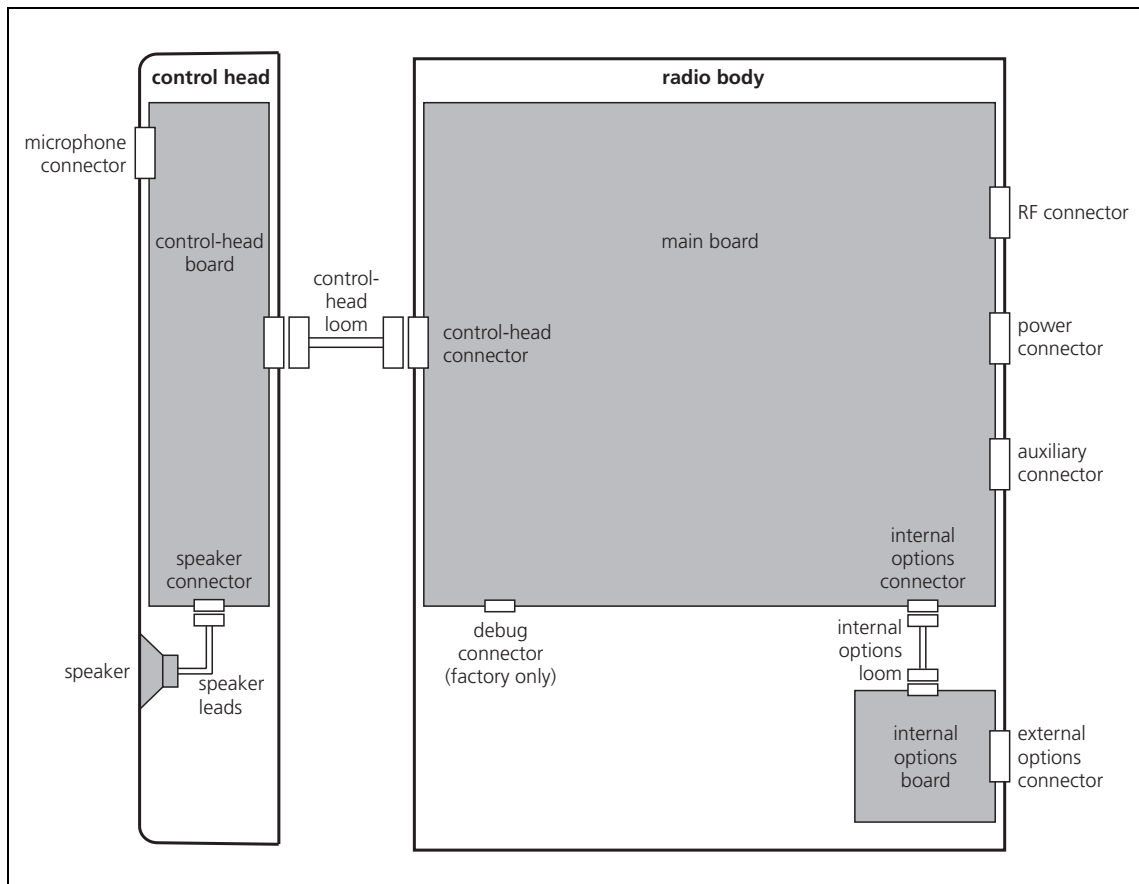 control head
radio body
microphone
connector
control-head
board
main board
RF connector
control-
head
loom
control-head
connector
power
connector
auxiliary
connector
speaker
connector
internal
options
connector
speaker
speaker
leads
debug
connector
(factory only)
internal
options
loom
internal
options
board
external
options
connector